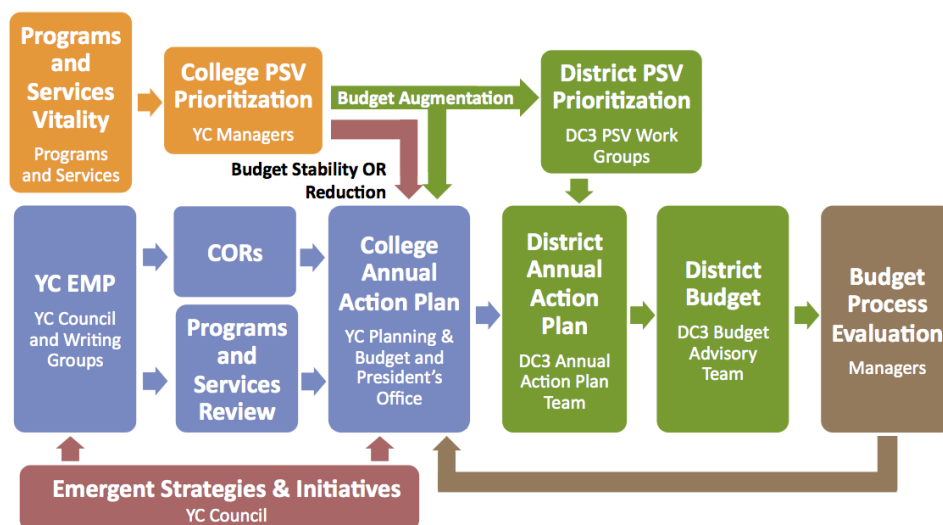 Programs
and
Services
Vitality
Programs
and Services
College PSV
Prioritization
YC Managers
Budget Augmentation
District PSV
Prioritization
DC3 PSV Work
Groups
Budget Stability OR
Reduction
YC EMP
YC Council
and Writing
Groups
CORs
Programs
and
Services
Review
College
Annual
Action Plan
YC Planning &
Budget and
President’s
Office
District
Annual
Action
Plan
DC3 Annual
Action Plan
Team
District
Budget
DC3 Budget
Advisory
Team
Budget
Process
Evaluation
Managers
Emergent Strategies & Initiatives
YC Council